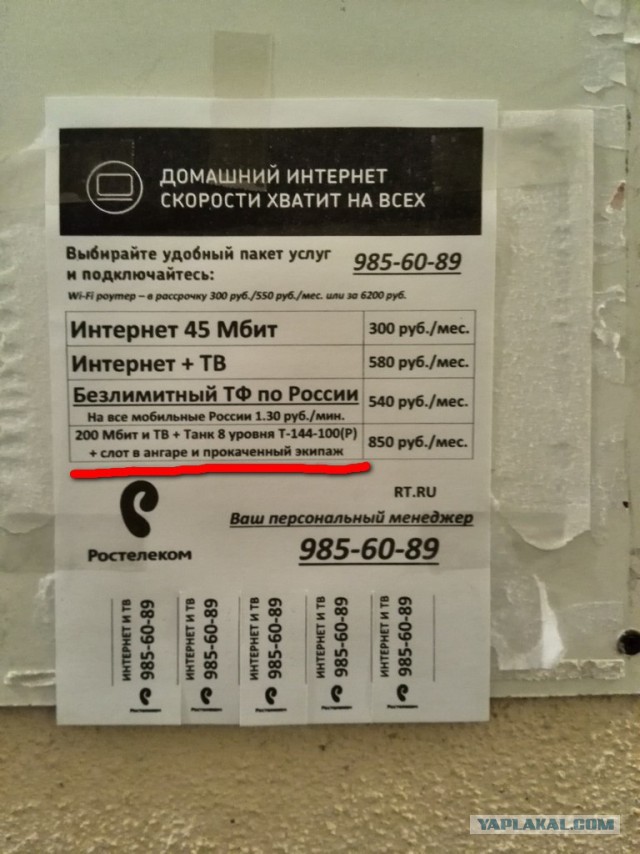 ДОМАШНИЙ ИНТЕРНЕТ
СКОРОСТИ ХВАТИТ НА ВСЕХ
Выбирайте удобный пакет услуг
и подключайтесь:
985-60-89
Wi-Fi роутер – в рассрочку 300 руб./550 руб./мес. или за 6200 руб.
Интернет 45 Мбит 300 руб./мес.
Интернет + ТВ 580 руб./мес.
Безлимитный ТФ по России
На все мобильные России 1.30 руб./мин.
540 руб./мес.
200 Мбит и ТВ + Танк 8 уровня Т-144-100(Р)
+ слот в ангаре и прокаченный экипаж
850 руб./мес.
RT.RU
Ваш персональный менеджер
Ростелеком
985-60-89
ИНТЕРНЕТ И ТВ
985-60-89
Ростелеком
ИНТЕРНЕТ И ТВ
985-60-89
Ростелеком
ИНТЕРНЕТ И ТВ
985-60-89
Ростелеком
ИНТЕРНЕТ И ТВ
985-60-89
Ростелеком
ИНТЕРНЕТ И ТВ
985-60-89
Ростелеком
YAPLAKAL.COM